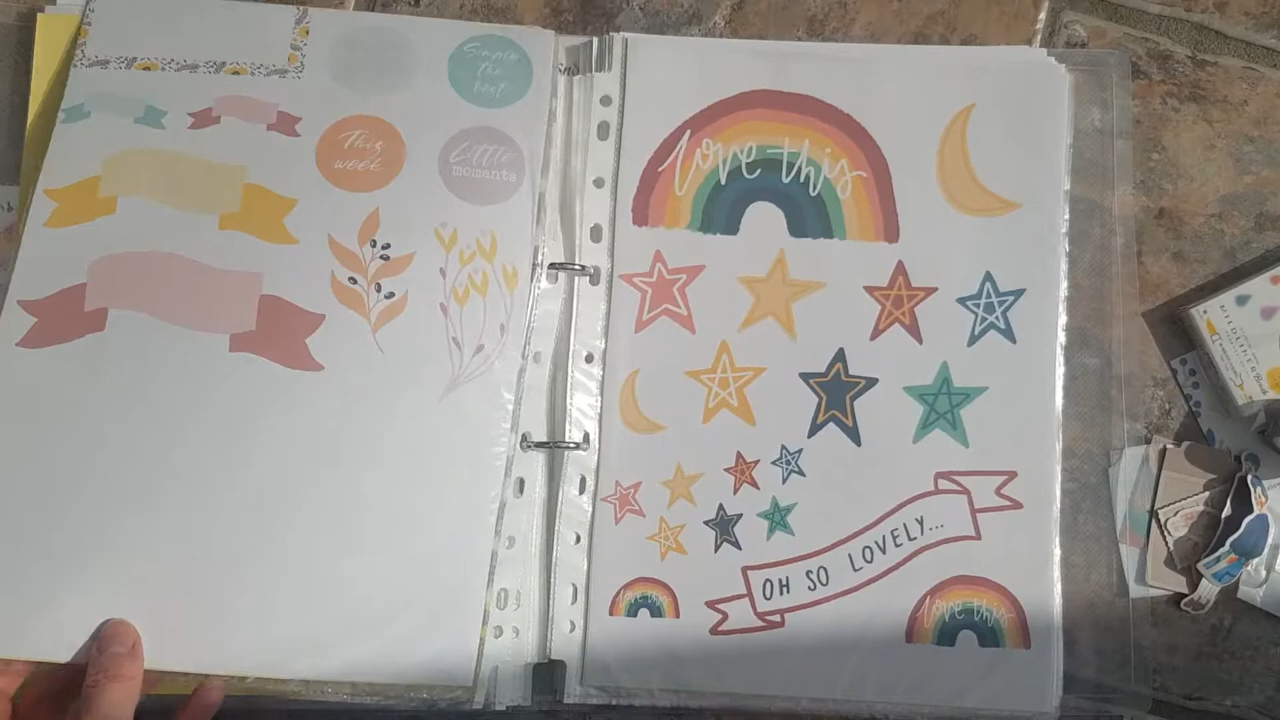 Simply
the
best
This
week
Little
moments
love this
OH SO LOVELY...
love this
love this